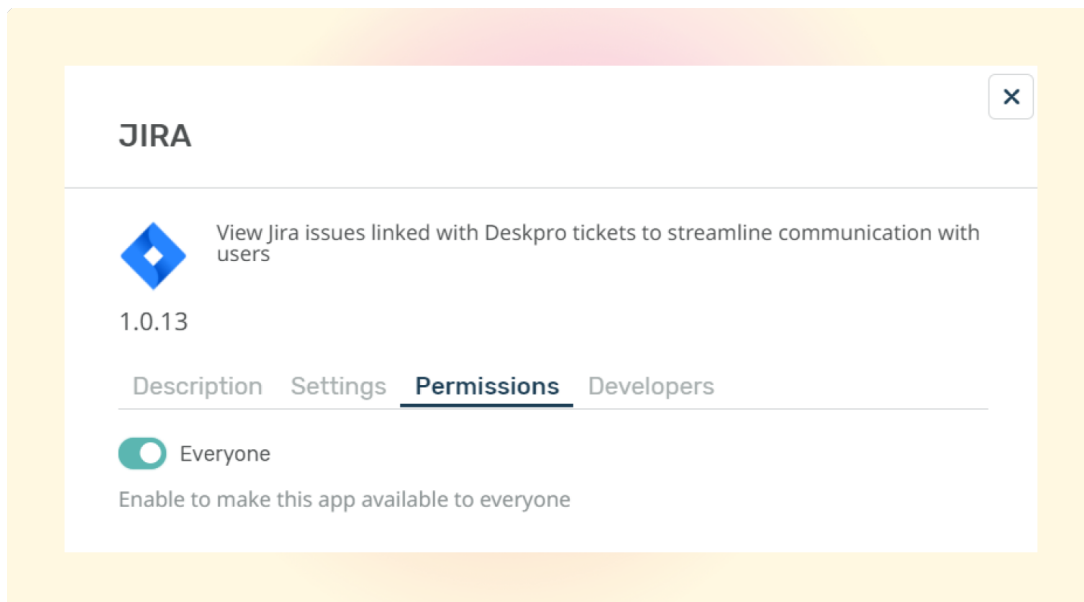 JIRA
View Jira issues linked with Deskpro tickets to streamline communication with
users
1.0.13
Description Settings Permissions Developers
Everyone
Enable to make this app available to everyone